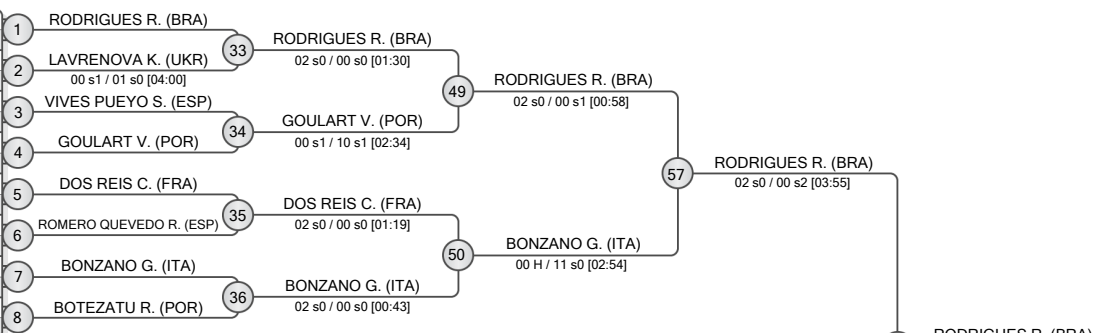 1
RODRIGUES R. (BRA)
33
RODRIGUES R. (BRA)
02 s0 / 00 s0 [01:30]
2
LAVRENOVA K. (UKR)
00 s1 / 01 s0 [04:00]
49
RODRIGUES R. (BRA)
02 s0 / 00 s1 [00:58]
3
VIVES PUEYO S. (ESP)
34
GOULART V. (POR)
00 s1 / 10 s1 [02:34]
4
GOULART V. (POR)
57
RODRIGUES R. (BRA)
02 s0 / 00 s2 [03:55]
5
DOS REIS C. (FRA)
35
DOS REIS C. (FRA)
02 s0 / 00 s0 [01:19]
6
ROMERO QUEVEDO R. (ESP)
50
BONZANO G. (ITA)
00 H / 11 s0 [02:54]
7
BONZANO G. (ITA)
36
BONZANO G. (ITA)
02 s0 / 00 s0 [00:43]
8
BOTEZATU R. (POR)
RODRIGUES R. (BRA)